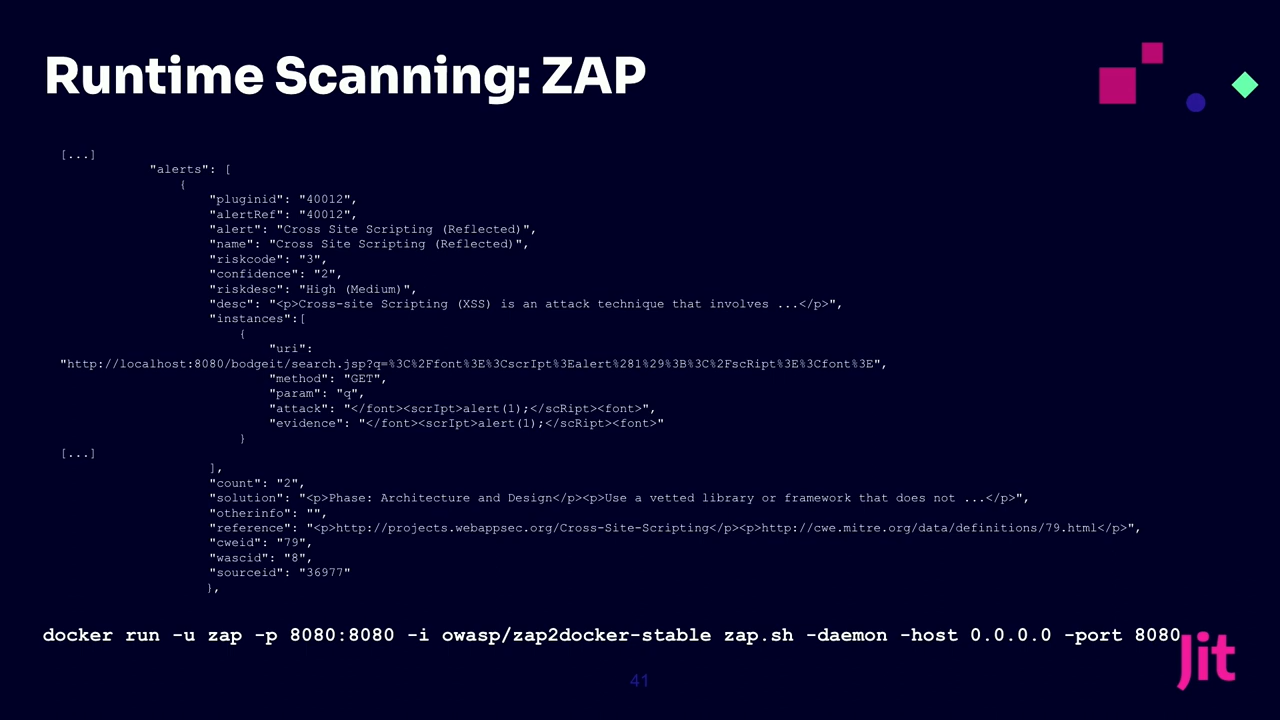 Runtime Scanning: ZAP
[...]
"alerts": [
{
"pluginid": "40012",
"alertRef": "40012",
"alert": "Cross Site Scripting (Reflected)",
"name": "Cross Site Scripting (Reflected)",
"riskcode": "3",
"confidence": "2",
"riskdesc": "High (Medium)",
"desc": "<p>Cross-site Scripting (XSS) is an attack technique that involves ...</p>",
"instances":[
{
"uri":
"http://localhost:8080/bodgeit/search.jsp?q=%3C%2Ffont%3E%3CscrIpt%3Ealert%281%29%3B%3C%2FscRipt%3E%3Cfont%3E",
"method": "GET",
"param": "q",
"attack": "</font><scrIpt>alert(1);</scRipt><font>",
"evidence": "</font><scrIpt>alert(1);</scRipt><font>"
}
[...]
],
"count": "2",
"solution": "<p>Phase: Architecture and Design</p><p>Use a vetted library or framework that does not ...</p>",
"otherinfo": "",
"reference": "<p>http://projects.webappsec.org/Cross-Site-Scripting</p><p>http://cwe.mitre.org/data/definitions/79.html</p>",
"cweid": "79",
"wascid": "8",
"sourceid": "36977"
},
docker run -u zap -p 8080:8080 -i owasp/zap2docker-stable zap.sh -daemon -host 0.0.0.0 -port 8080
Jit
41